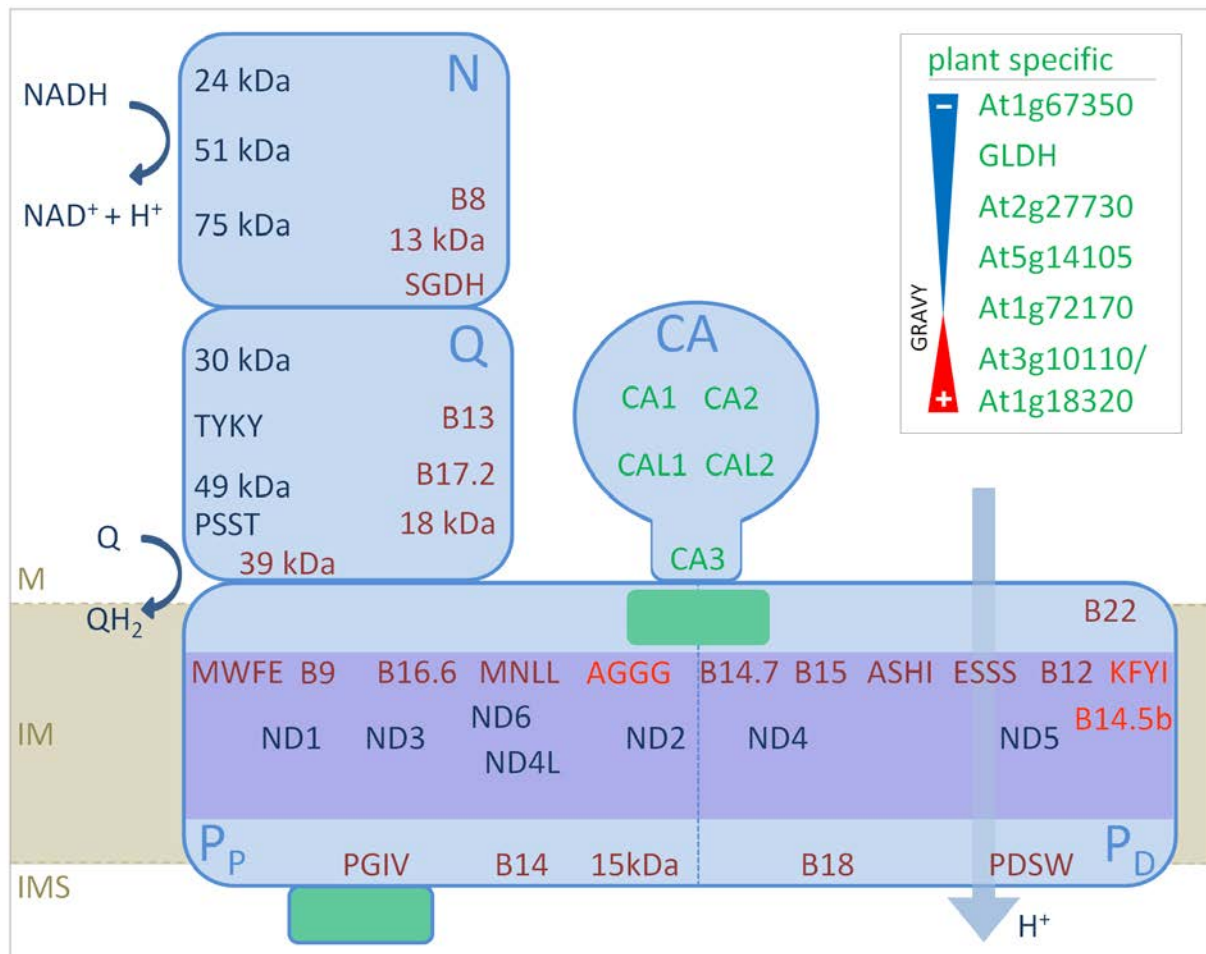 NADH
NAD⁺ + H⁺
N
24 kDa
51 kDa
75 kDa
B8
13 kDa
SGDH
Q
30 kDa
TYKY
B13
49 kDa
B17.2
PSST
18 kDa
39 kDa
Q
QH₂
CA
CA1 CA2
CAL1 CAL2
CA3
plant specific
−
At1g67350
GLDH
At2g27730
At5g14105
At1g72170
At3g10110/
At1g18320
+
GRAVY
M
IM
IMS
B22
MWFE B9 B16.6 MNLL AGGG B14.7 B15 ASHI ESSS B12 KFYI
B14.5b
ND1 ND3 ND6 ND2 ND4 ND5
ND4L
P_P
PGIV B14 15kDa B18 PDSW
P_D
H⁺